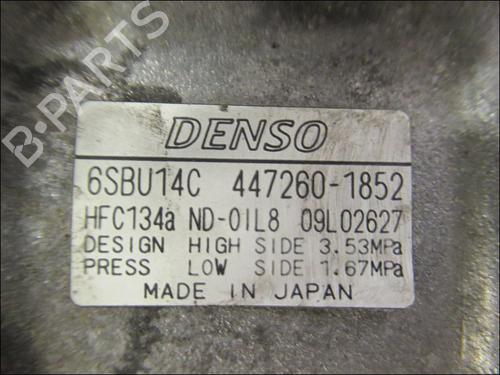 B-PARTS
DENSO
6SBU14C 447260-1852
HFC134a ND-OIL8 09L02627
DESIGN HIGH SIDE 3.53MPa
PRESS LOW SIDE 1.67MPa
MADE IN JAPAN